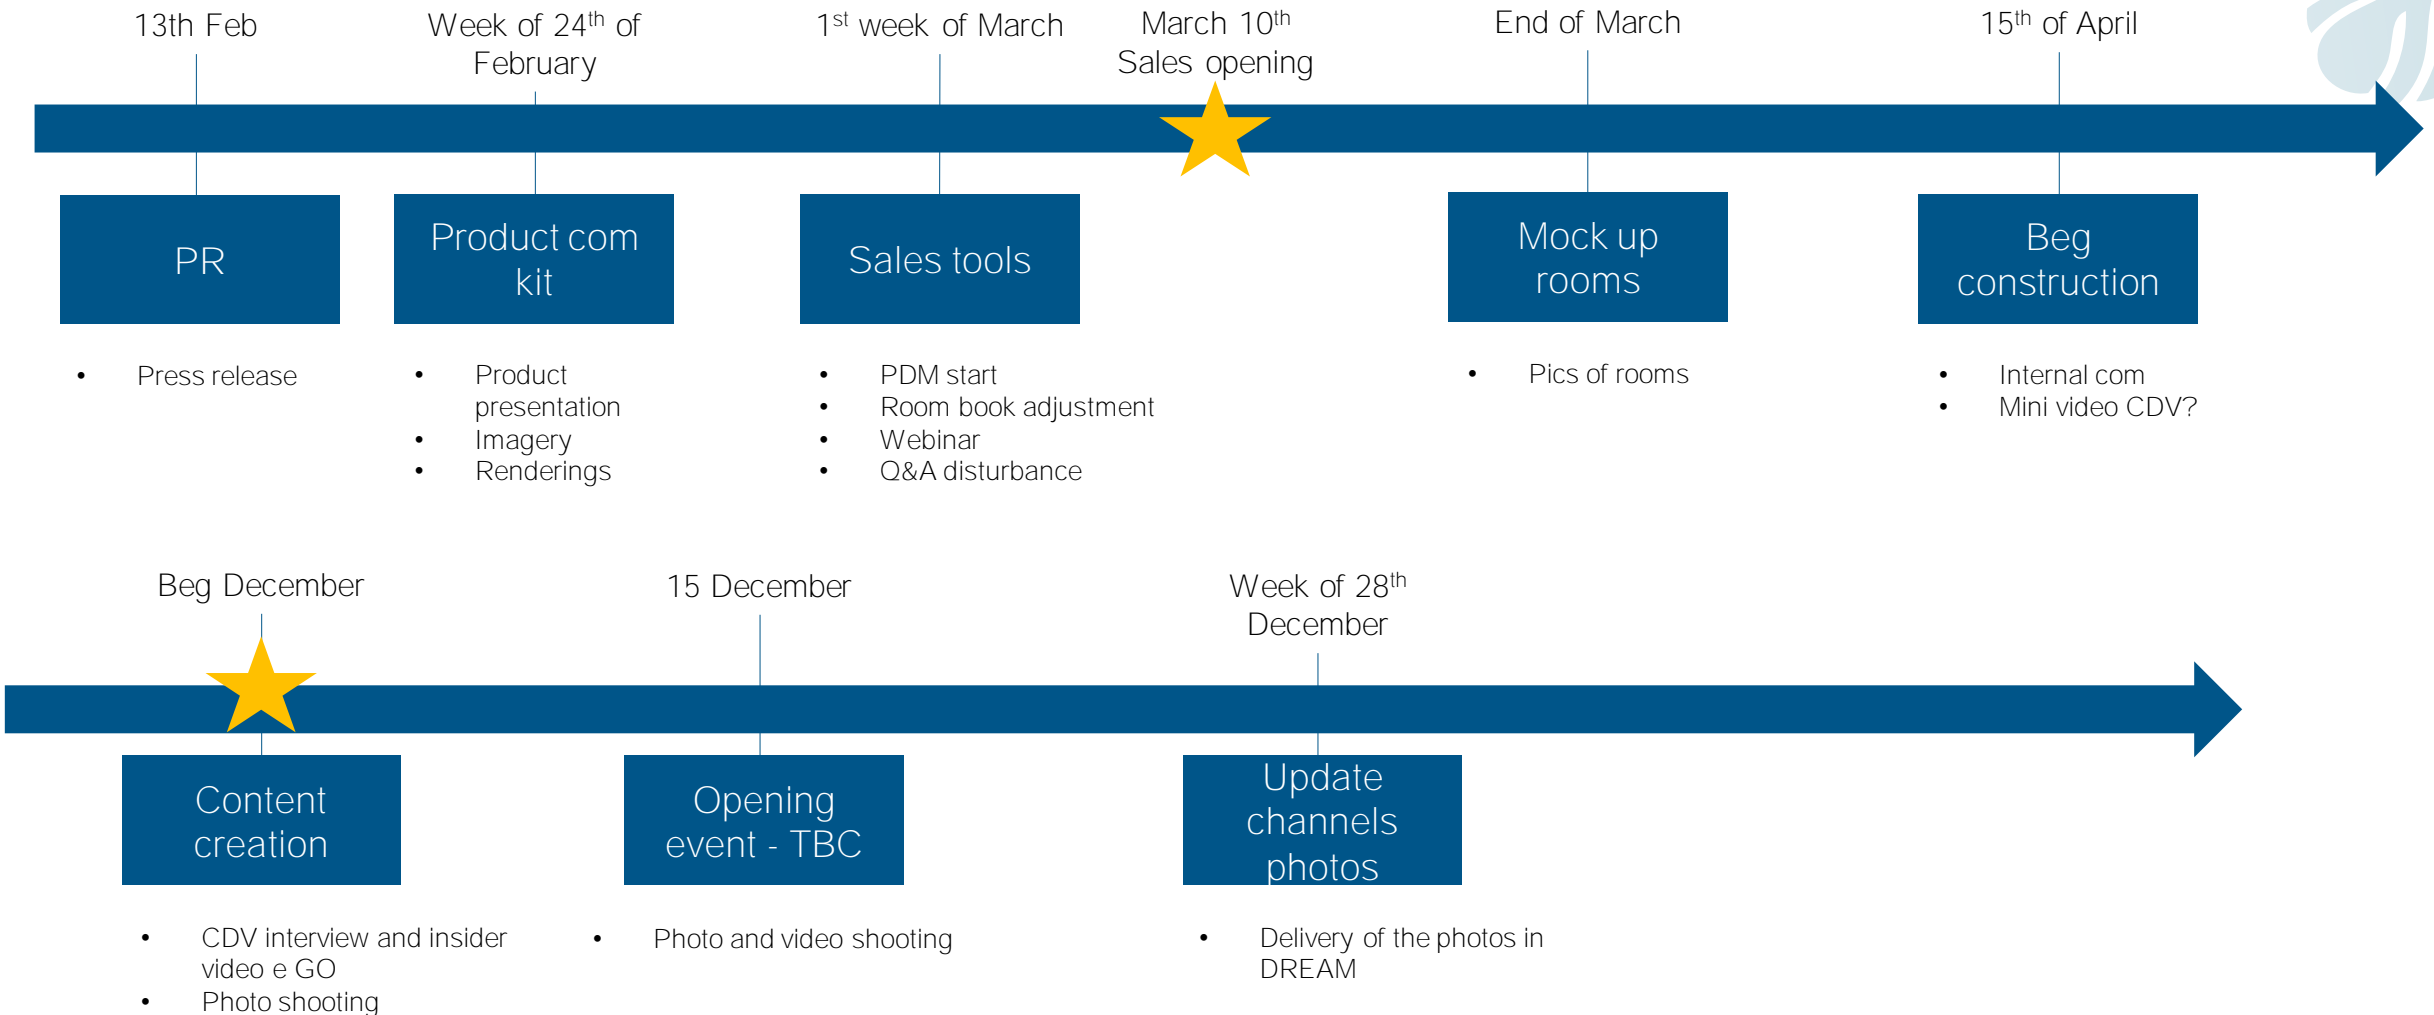 13th Feb
Week of 24th of
February
1st week of March
March 10th
Sales opening
End of March
15th of April
PR
Product com
kit
Sales tools
Mock up
rooms
Beg
construction
• Press release
• Product
presentation
• Imagery
• Renderings
• PDM start
• Room book adjustment
• Webinar
• Q&A disturbance
• Pics of rooms
• Internal com
• Mini video CDV?
Beg December
15 December
Week of 28th
December
Content
creation
Opening
event - TBC
Update
channels
photos
• CDV interview and insider
video e GO
• Photo shooting
• Photo and video shooting
• Delivery of the photos in
DREAM